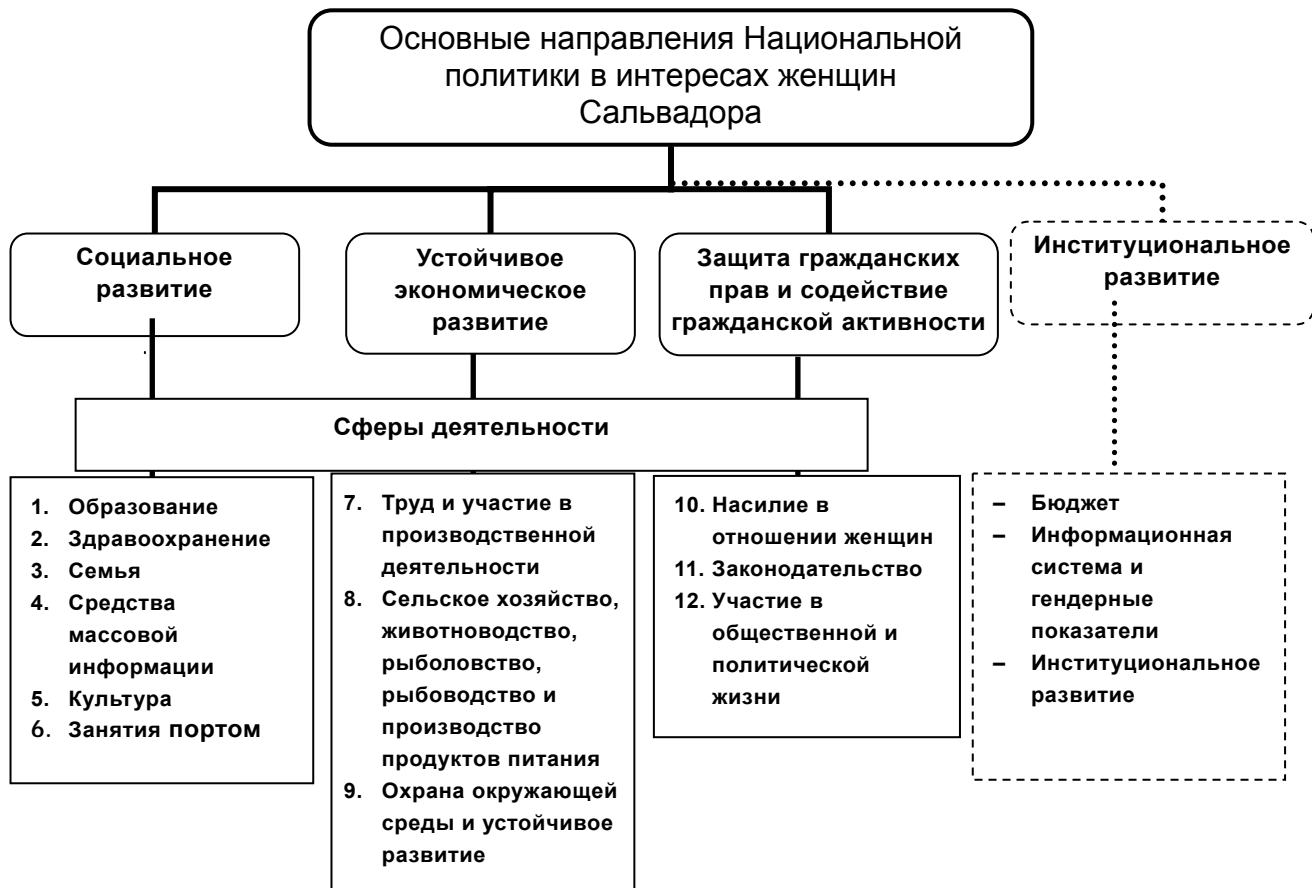 Основные направления Национальной
политики в интересах женщин
Сальвадора
Социальное
развитие
Устойчивое
экономическое
развитие
Защита гражданских
прав и содействие
гражданской активности
Институциональное
развитие
Сферы деятельности
1. Образование
2. Здравоохранение
3. Семья
4. Средства
массовой
информации
5. Культура
6. Занятия портом
7. Труд и участие в
производственной
деятельности
8. Сельское хозяйство,
животноводство,
рыболовство,
рыбоводство и
производство
продуктов питания
9. Охрана окружающей
среды и устойчивое
развитие
10. Насилие в
отношении женщин
11. Законодательство
12. Участие в
общественной и
политической
жизни
– Бюджет
– Информационная
система и
гендерные
показатели
– Институциональное
развитие